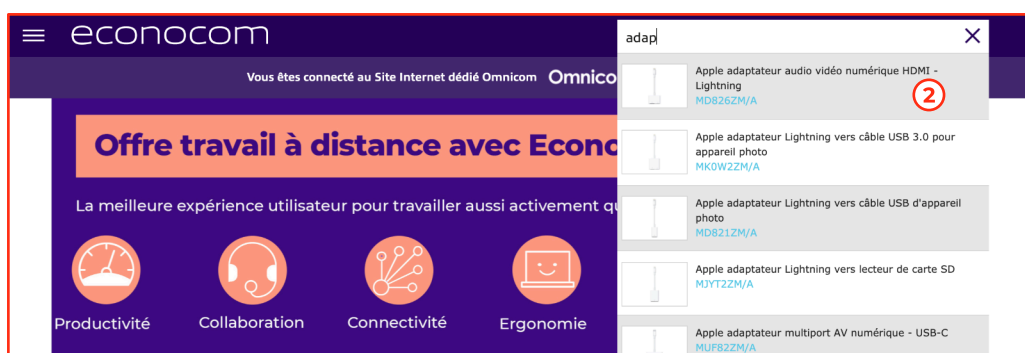 econocom
adap
Vous êtes connecté au Site Internet dédié Omnicom Omnico
Offre travail à distance avec Econo
La meilleure expérience utilisateur pour travailler aussi activement qu
Productivité
Collaboration
Connectivité
Ergonomie
Apple adaptateur audio vidéo numérique HDMI -
Lightning
MD826ZM/A
2
Apple adaptateur Lightning vers câble USB 3.0 pour
appareil photo
MK0W2ZM/A
Apple adaptateur Lightning vers câble USB d'appareil
photo
MD821ZM/A
Apple adaptateur Lightning vers lecteur de carte SD
MJYT2ZM/A
Apple adaptateur multiport AV numérique - USB-C
MUF82ZM/A